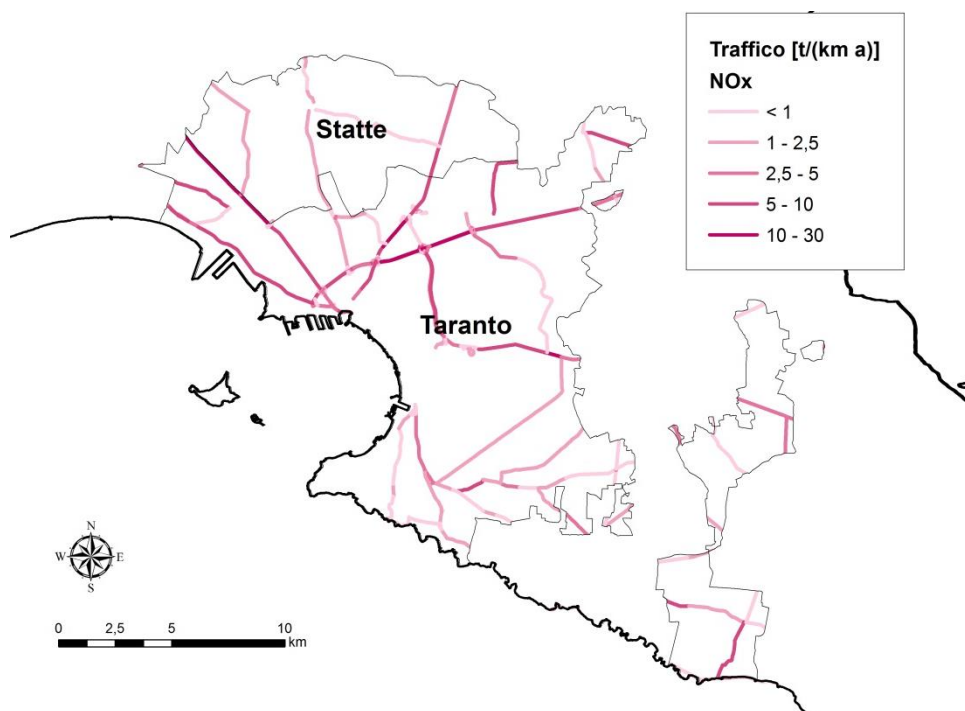 Traffico [t/(km a)]
NOx
< 1
1 - 2,5
2,5 - 5
5 - 10
10 - 30
Statte
Taranto
N
W E
S
0 2,5 5 10
km